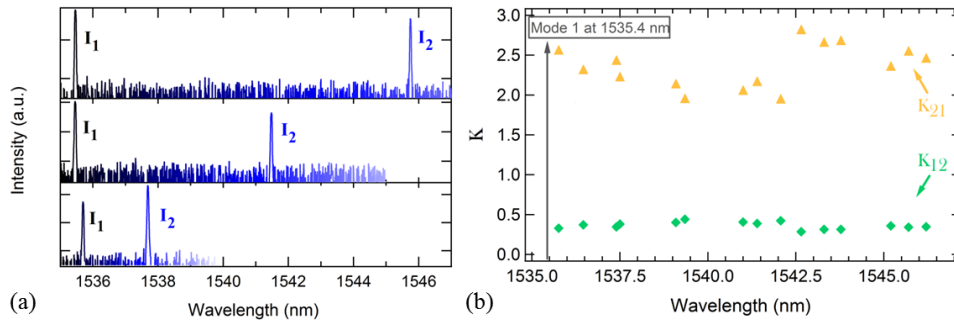 I1
I2
I1
I2
I1
I2
Intensity (a.u.)
1536 1538 1540 1542 1544 1546
Wavelength (nm)
(a)
3.0
2.5
2.0
1.5
1.0
0.5
0.0
K
Mode 1 at 1535.4 nm
K21
K12
1535.0 1537.5 1540.0 1542.5 1545.0
Wavelength (nm)
(b)